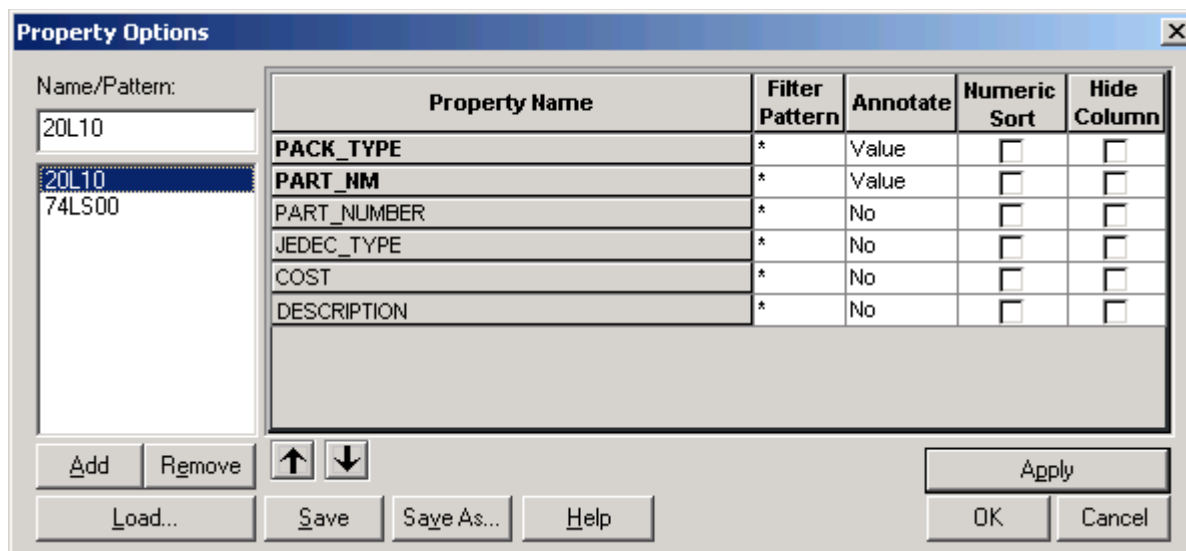 Property Options
Name/Pattern:
20L10
20L10
74LS00
Property Name Filter Pattern Annotate Numeric Sort Hide Column
PACK_TYPE * Value
PART_NM * Value
PART_NUMBER * No
JEDEC_TYPE * No
COST * No
DESCRIPTION * No
Add Remove Apply
Load... Save Save As... Help OK Cancel